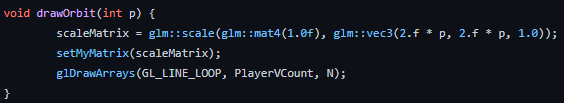 void drawOrbit(int p) {
scaleMatrix = glm::scale(glm::mat4(1.0f), glm::vec3(2.f * p, 2.f * p, 1.0));
setMyMatrix(scaleMatrix);
glDrawArrays(GL_LINE_LOOP, PlayerVCount, N);
}